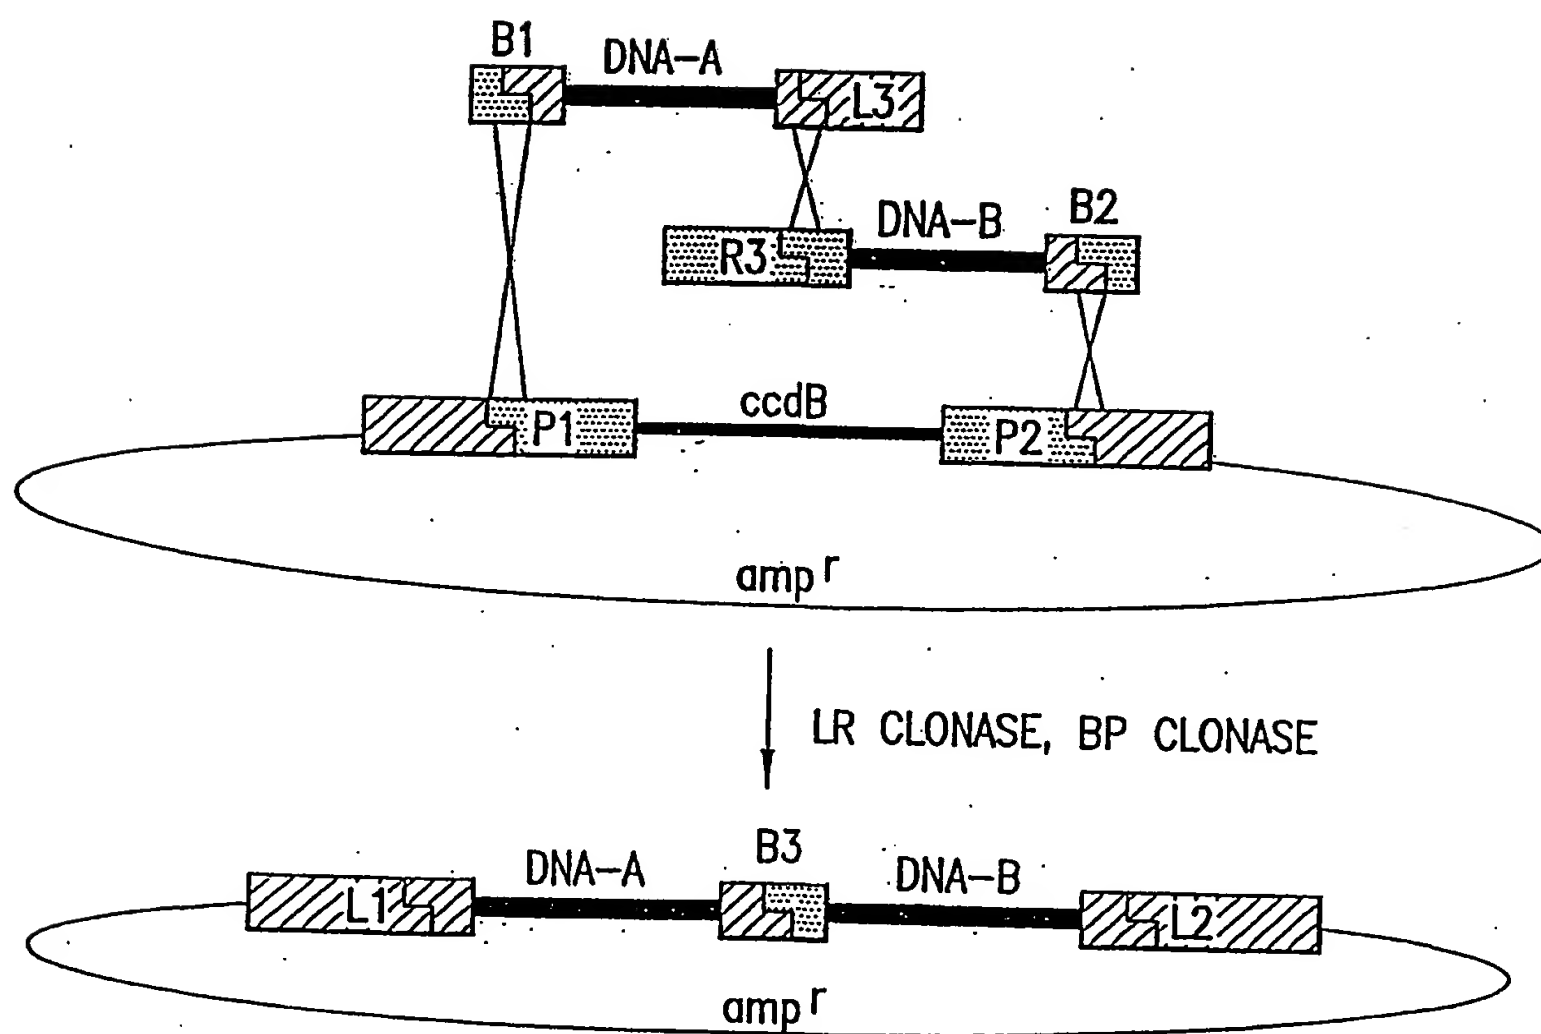 B1
DNA-A
L3
R3
DNA-B
B2
P1
ccdB
P2
amp r
LR CLONASE, BP CLONASE
L1
DNA-A
B3
DNA-B
L2
amp r